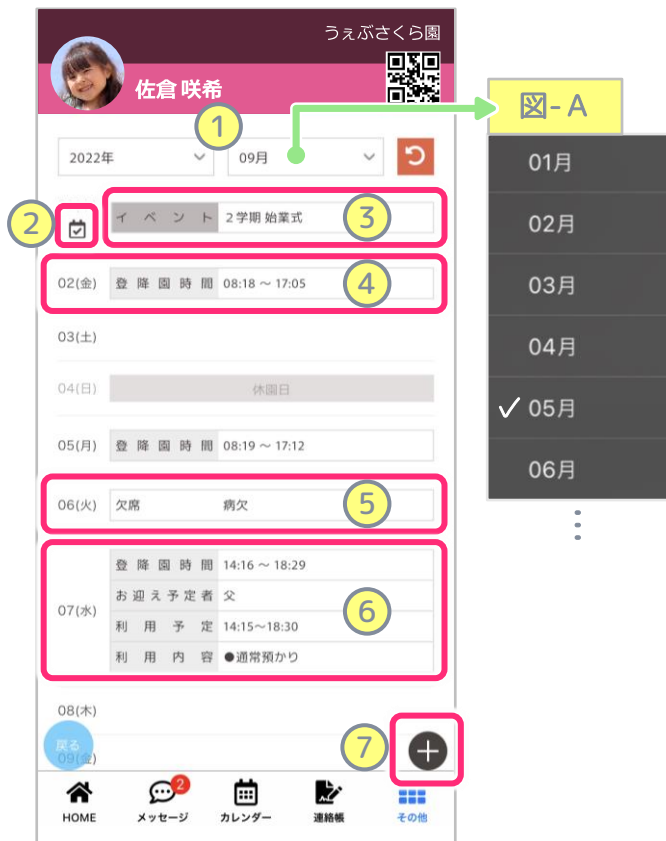 うぇぶさくら園
佐倉 咲希
1
2022年 09月
2
イベント 2学期 始業式 3
02(金) 登降園時間 08:18 ~ 17:05 4
03(土)
04(日) 休園日
05(月) 登降園時間 08:19 ~ 17:12
06(火) 欠席 病欠 5
07(水)
登降園時間 14:16 ~ 18:29
お迎え予定者 父
利用予定 14:15~18:30
利用内容 ●通常預かり
6
08(木)
戻る
09(金)
7
+
HOME メッセージ 2 カレンダー 連絡帳 その他
図-A
01月
02月
03月
04月
✓ 05月
06月